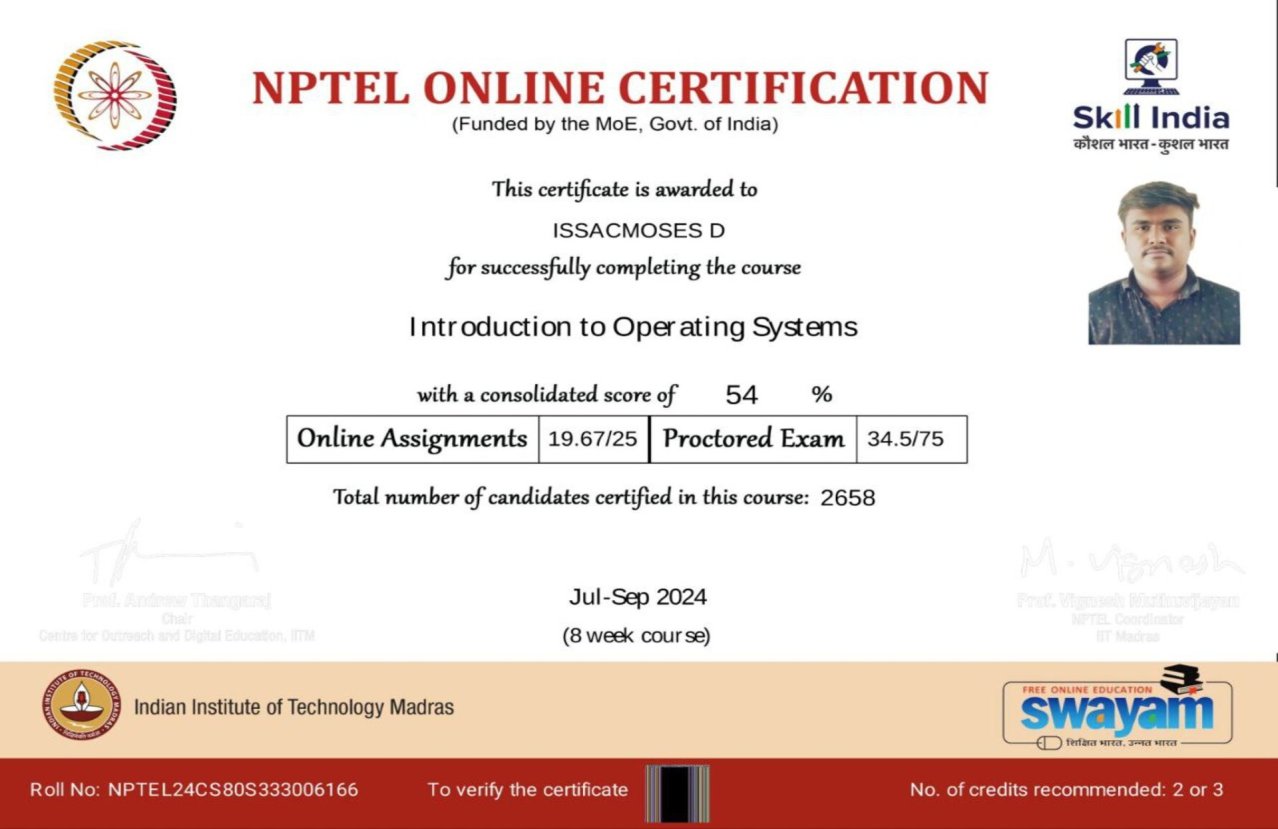 NPTEL ONLINE CERTIFICATION
(Funded by the MoE, Govt. of India)
Skill India
कौशल भारत - कुशल भारत
This certificate is awarded to
ISSACMOSES D
for successfully completing the course
Introduction to Operating Systems
with a consolidated score of 54 %
Online Assignments 19.67/25 Proctored Exam 34.5/75
Total number of candidates certified in this course: 2658
Prof. Andrew Thangaraj
Chair
Centre for Outreach and Digital Education, IITM
Jul-Sep 2024
(8 week course)
M. Vignesh
Prof. Vignesh Muthuvijayan
NPTEL Coordinator
IIT Madras
INDIAN INSTITUTE OF TECHNOLOGY MADRAS
Indian Institute of Technology Madras
FREE ONLINE EDUCATION
swayam
शिक्षित भारत, उन्नत भारत
Roll No: NPTEL24CS80S333006166
To verify the certificate
No. of credits recommended: 2 or 3